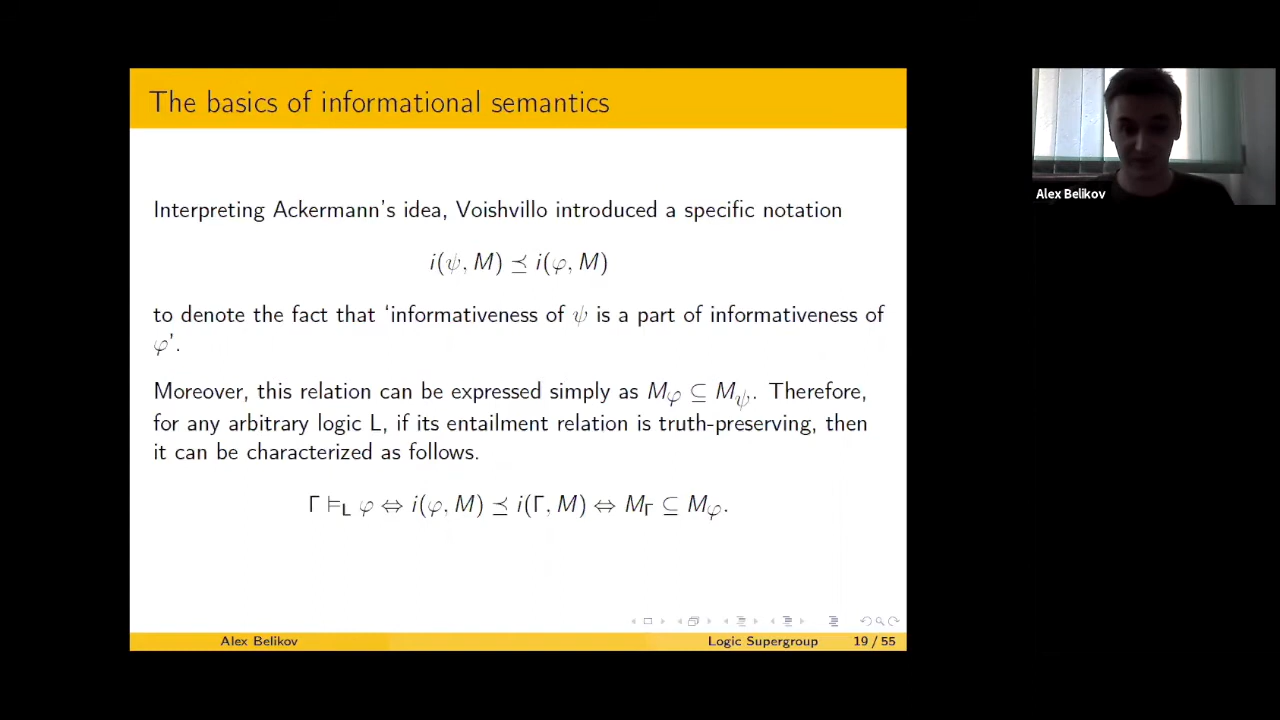 The basics of informational semantics
Interpreting Ackermann's idea, Voishvillo introduced a specific notation
i(ψ, M) ⪯ i(φ, M)
to denote the fact that ‘informativeness of ψ is a part of informativeness of
φ’.
Moreover, this relation can be expressed simply as M_φ ⊆ M_ψ. Therefore,
for any arbitrary logic L, if its entailment relation is truth-preserving, then
it can be characterized as follows.
Γ ⊨_L φ ⇔ i(φ, M) ⪯ i(Γ, M) ⇔ M_Γ ⊆ M_φ.
Alex Belikov
Logic Supergroup
19 / 55
Alex Belikov